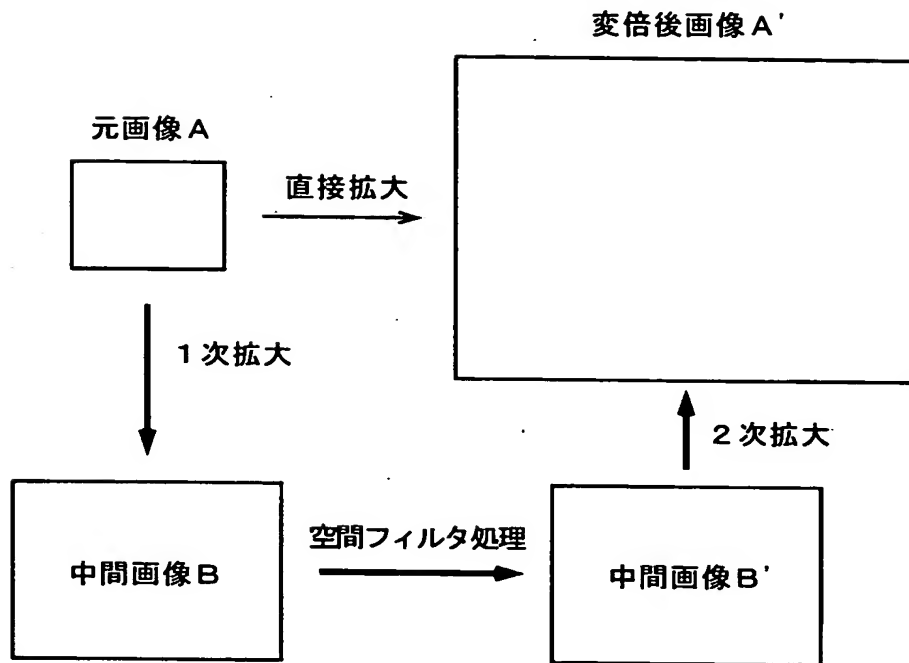 変倍後画像A'
元画像A
直接拡大
1次拡大
2次拡大
中間画像B
空間フィルタ処理
中間画像B'